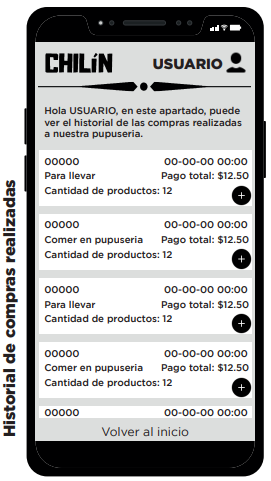 Historial de compras realizadas
CHILíN
USUARIO
Hola USUARIO, en este apartado, puede
ver el historial de las compras realizadas
a nuestra pupuseria.
00000 00-00-00 00:00
Para llevar Pago total: $12.50
Cantidad de productos: 12
+
00000 00-00-00 00:00
Comer en pupuseria Pago total: $12.50
Cantidad de productos: 12
+
00000 00-00-00 00:00
Para llevar Pago total: $12.50
Cantidad de productos: 12
+
00000 00-00-00 00:00
Comer en pupuseria Pago total: $12.50
Cantidad de productos: 12
+
00000 00-00-00 00:00
Volver al inicio